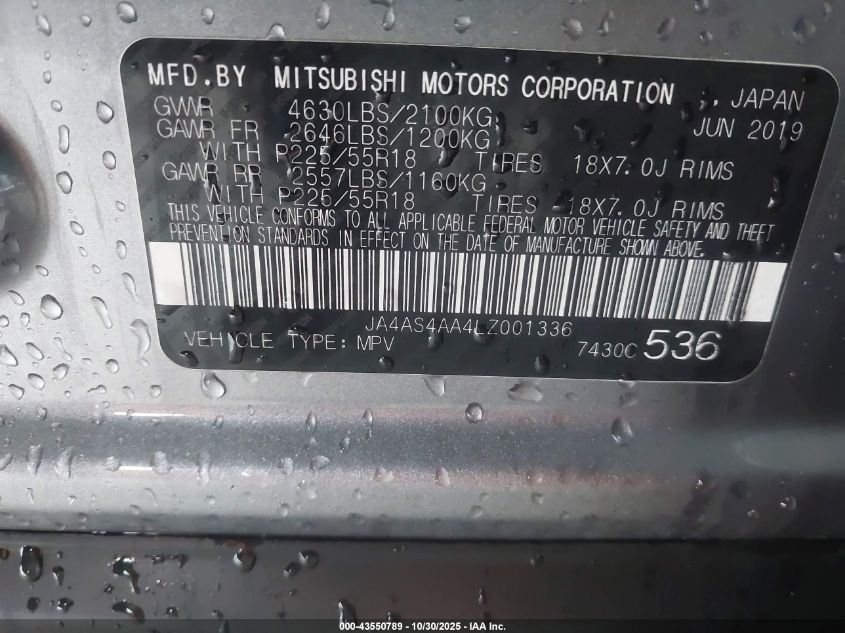 MFD.BY MITSUBISHI MOTORS CORPORATION , JAPAN
GVWR 4630LBS/2100KG JUN 2019
GAWR FR 2646LBS/1200KG
WITH P225/55R18 TIRES 18X7.0J RIMS
GAWR RR 2557LBS/1160KG
WITH P225/55R18 TIRES 18X7.0J RIMS
THIS VEHICLE CONFORMS TO ALL APPLICABLE FEDERAL MOTOR VEHICLE SAFETY AND THEFT
PREVENTION STANDARDS IN EFFECT ON THE DATE OF MANUFACTURE SHOWN ABOVE.
JA4AS4AA4LZ001336
VEHICLE TYPE: MPV 7430C 536
000-43550789 - 10/30/2025 - IAA Inc.